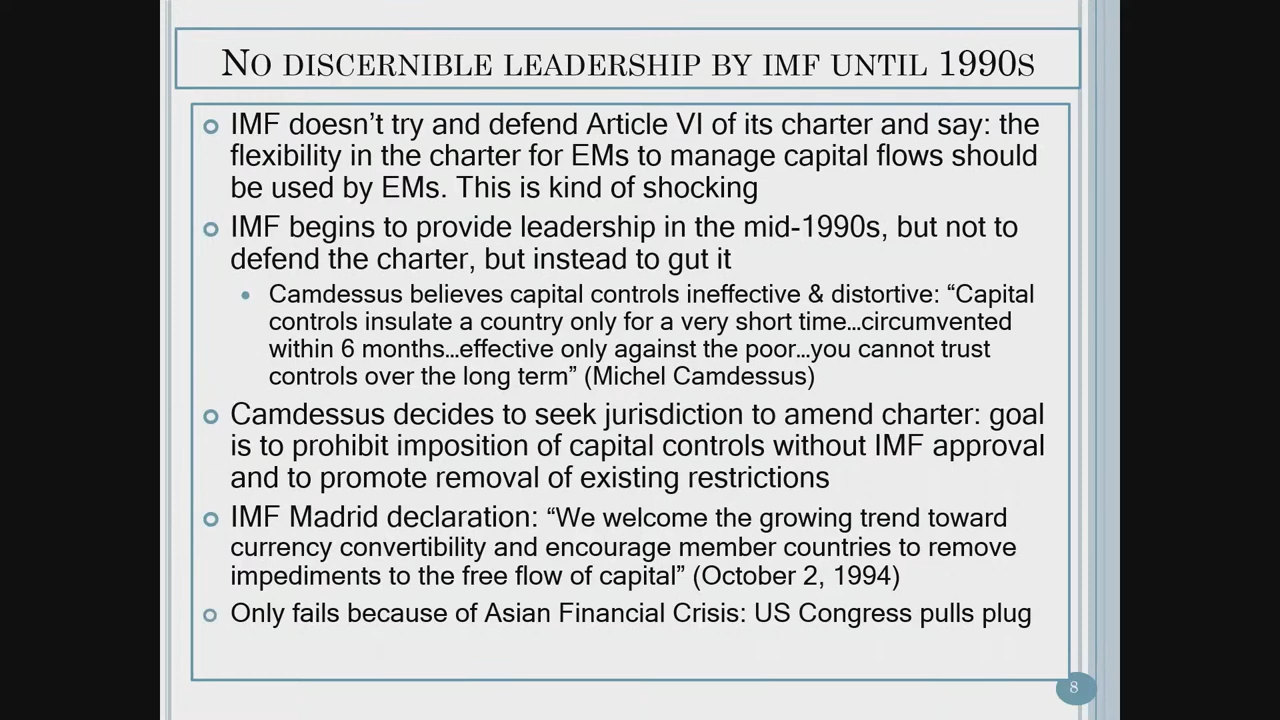 No discernible leadership by IMF until 1990s
IMF doesn't try and defend Article VI of its charter and say: the
flexibility in the charter for EMs to manage capital flows should
be used by EMs. This is kind of shocking
IMF begins to provide leadership in the mid-1990s, but not to
defend the charter, but instead to gut it
Camdessus believes capital controls ineffective & distortive: “Capital
controls insulate a country only for a very short time…circumvented
within 6 months…effective only against the poor…you cannot trust
controls over the long term” (Michel Camdessus)
Camdessus decides to seek jurisdiction to amend charter: goal
is to prohibit imposition of capital controls without IMF approval
and to promote removal of existing restrictions
IMF Madrid declaration: “We welcome the growing trend toward
currency convertibility and encourage member countries to remove
impediments to the free flow of capital” (October 2, 1994)
Only fails because of Asian Financial Crisis: US Congress pulls plug
8